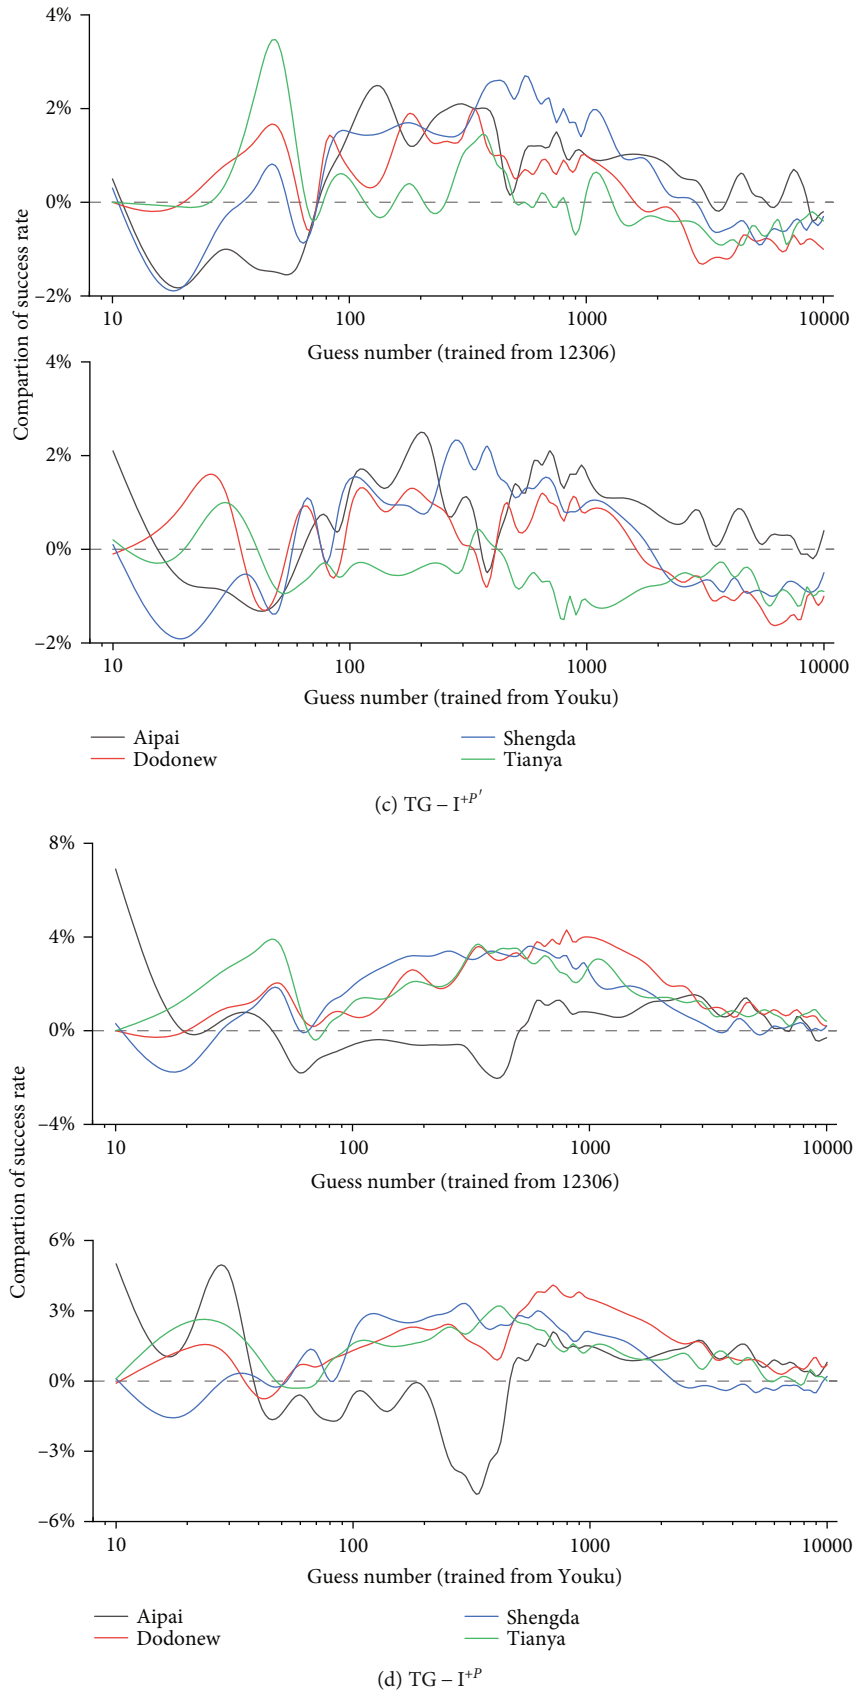 Compartion of success rate
4%
2%
0%
–2%
10
100
1000
10000
Guess number (trained from 12306)
4%
2%
0%
–2%
10
100
1000
10000
Guess number (trained from Youku)
Aipai
Shengda
Dodonew
Tianya
(c) TG – I+P′
Compartion of success rate
8%
4%
0%
–4%
10
100
1000
10000
Guess number (trained from 12306)
6%
3%
0%
–3%
–6%
10
100
1000
10000
Guess number (trained from Youku)
Aipai
Shengda
Dodonew
Tianya
(d) TG – I+P